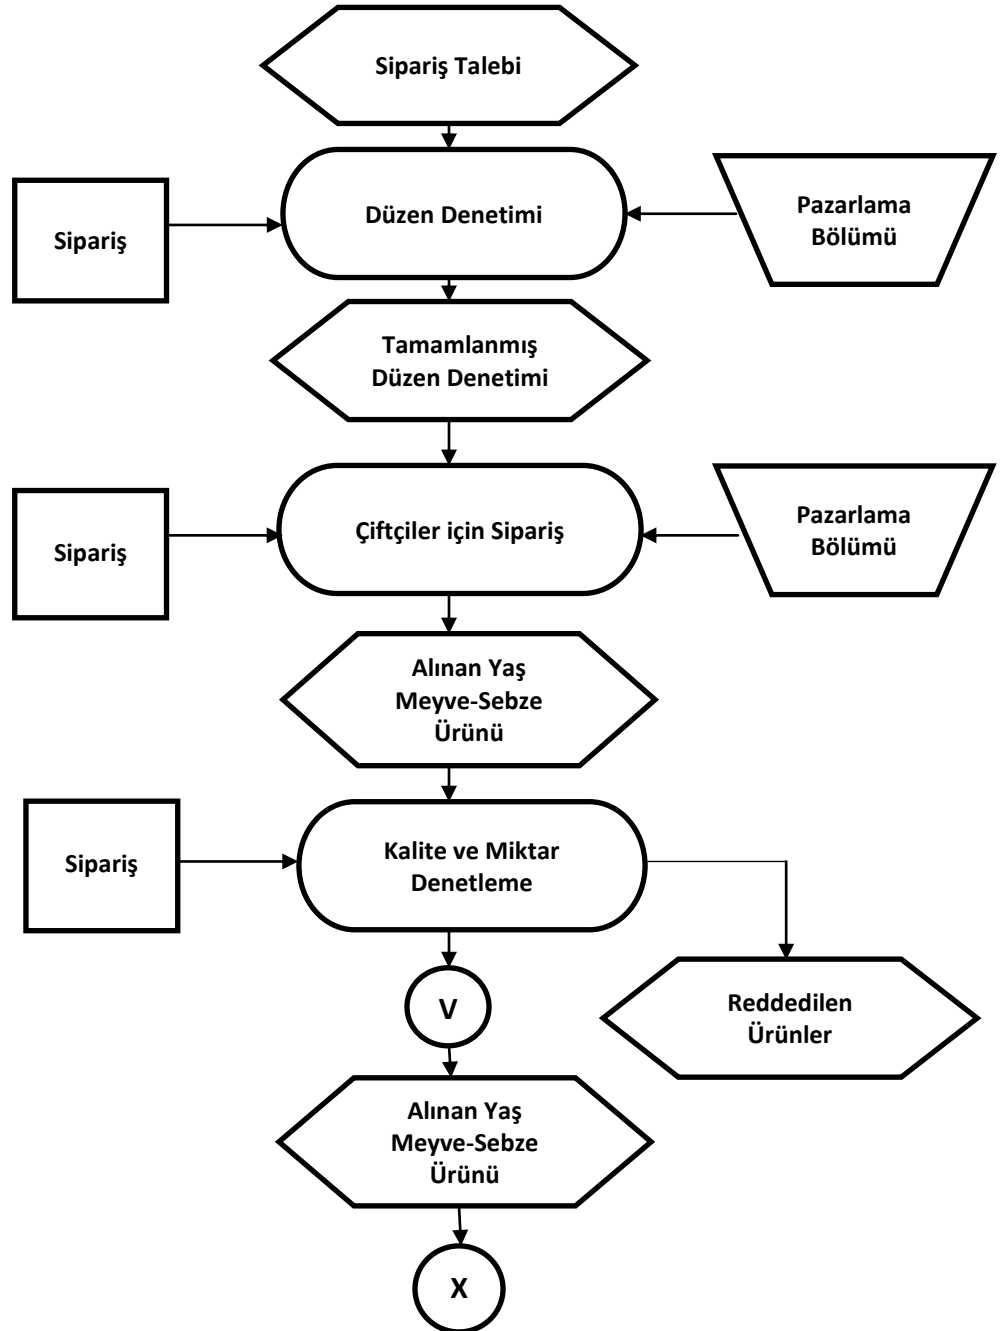 Sipariş Talebi
Sipariş
Düzen Denetimi
Pazarlama
Bölümü
Tamamlanmış
Düzen Denetimi
Sipariş
Çiftçiler için Sipariş
Pazarlama
Bölümü
Alınan Yaş
Meyve-Sebze
Ürünü
Sipariş
Kalite ve Miktar
Denetleme
V
Reddedilen
Ürünler
Alınan Yaş
Meyve-Sebze
Ürünü
X